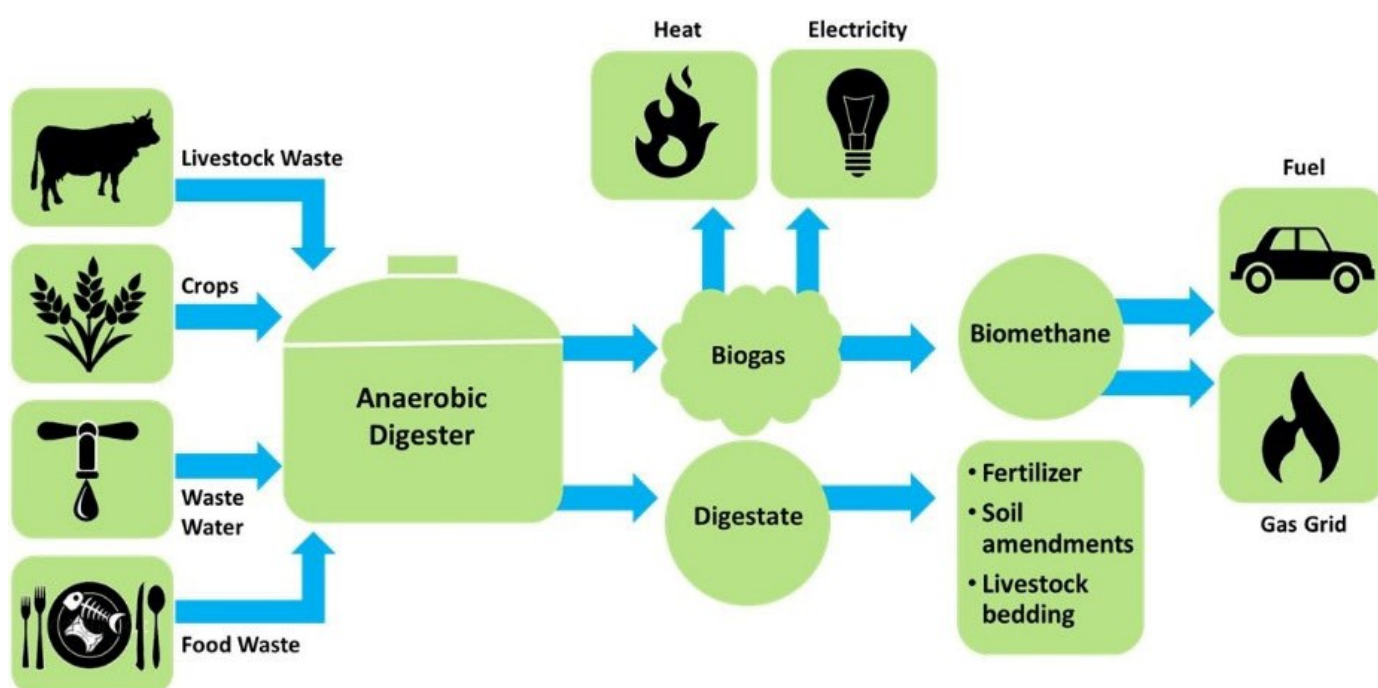 Heat
Electricity
Livestock Waste
Crops
Waste
Water
Food Waste
Anaerobic
Digester
Biogas
Digestate
Biomethane
• Fertilizer
• Soil
amendments
• Livestock
bedding
Fuel
Gas Grid